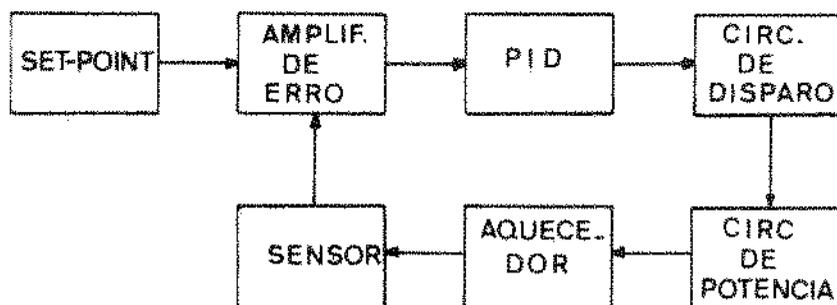 SET-POINT
AMPLIF.
DE
ERRO
PID
CIRC.
DE
DISPARO
SENSOR
AQUECE-
DOR
CIRC
DE
POTENCIA